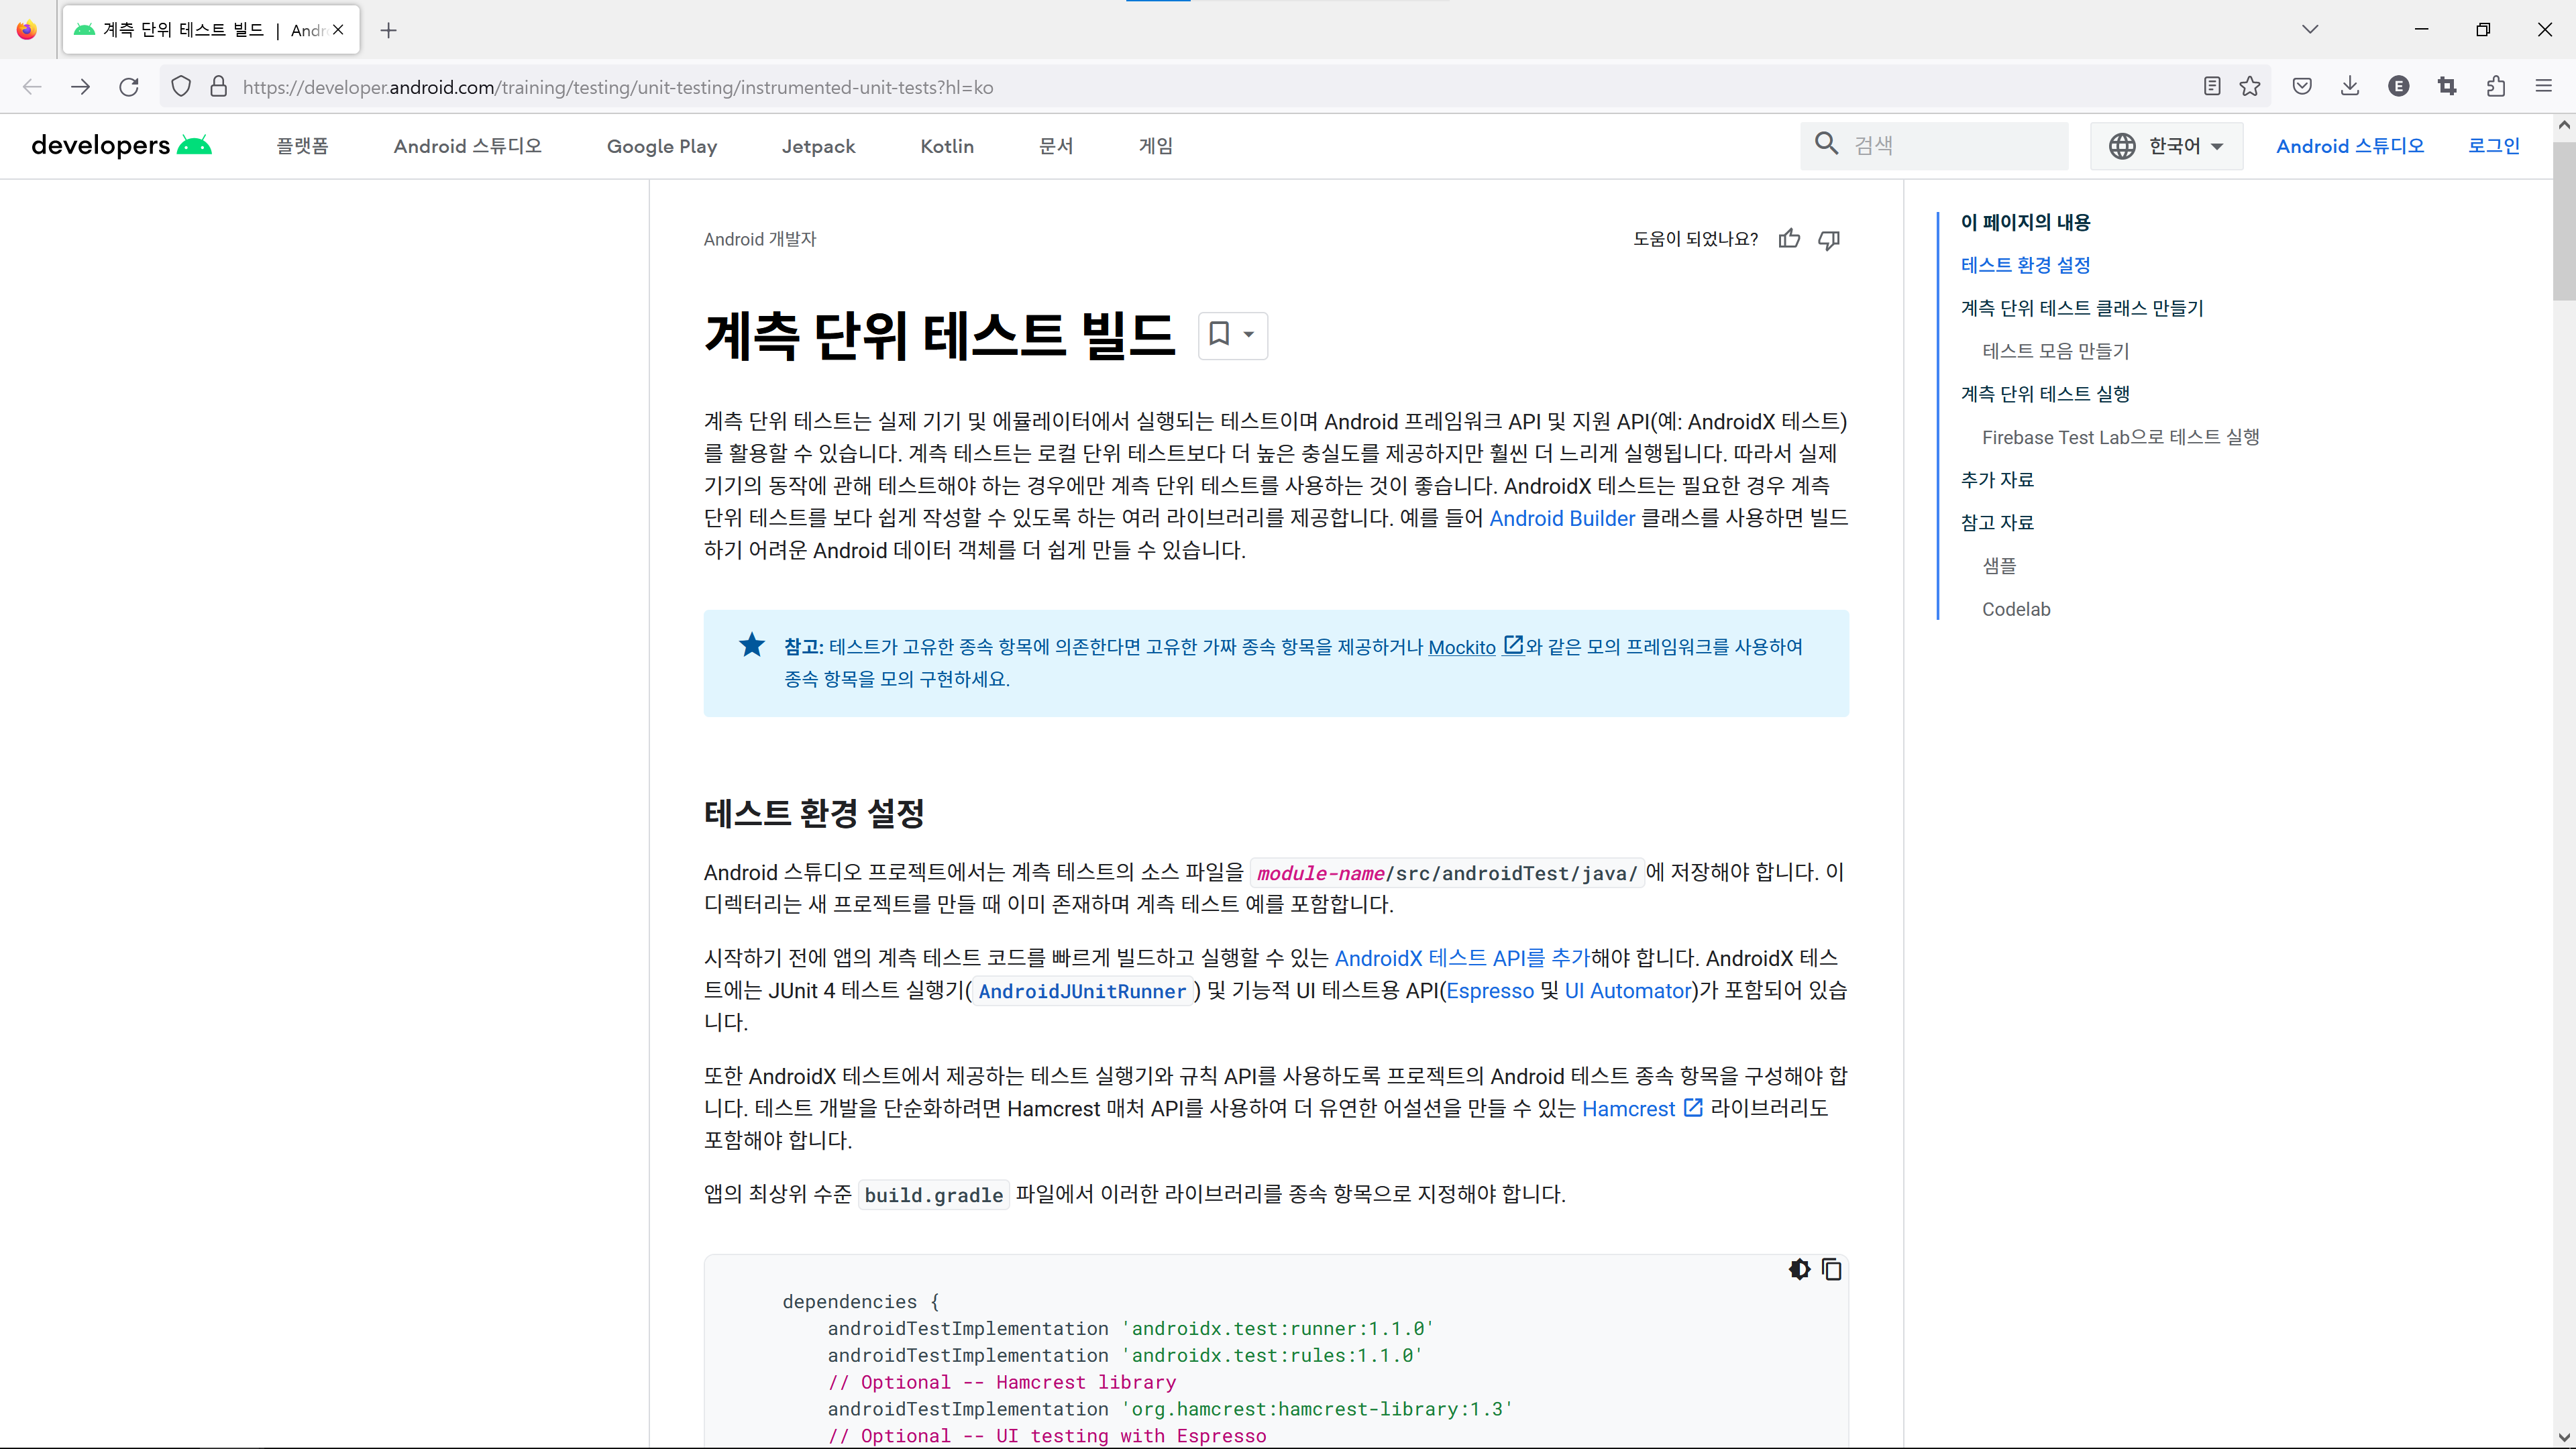 계측 단위 테스트 빌드 | Andr
https://developer.android.com/training/testing/unit-testing/instrumented-unit-tests?hl=ko
E
developers
플랫폼
Android 스튜디오
Google Play
Jetpack
Kotlin
문서
게임
검색
한국어
Android 스튜디오
로그인
Android 개발자
도움이 되었나요?
계측 단위 테스트 빌드
계측 단위 테스트는 실제 기기 및 에뮬레이터에서 실행되는 테스트이며 Android 프레임워크 API 및 지원 API(예: AndroidX 테스트)
를 활용할 수 있습니다. 계측 테스트는 로컬 단위 테스트보다 더 높은 충실도를 제공하지만 훨씬 더 느리게 실행됩니다. 따라서 실제
기기의 동작에 관해 테스트해야 하는 경우에만 계측 단위 테스트를 사용하는 것이 좋습니다. AndroidX 테스트는 필요한 경우 계측
단위 테스트를 보다 쉽게 작성할 수 있도록 하는 여러 라이브러리를 제공합니다. 예를 들어 Android Builder 클래스를 사용하면 빌드
하기 어려운 Android 데이터 객체를 더 쉽게 만들 수 있습니다.
참고: 테스트가 고유한 종속 항목에 의존한다면 고유한 가짜 종속 항목을 제공하거나 Mockito 와 같은 모의 프레임워크를 사용하여
종속 항목을 모의 구현하세요.
테스트 환경 설정
Android 스튜디오 프로젝트에서는 계측 테스트의 소스 파일을 module-name/src/androidTest/java/에 저장해야 합니다. 이
디렉터리는 새 프로젝트를 만들 때 이미 존재하며 계측 테스트 예를 포함합니다.
시작하기 전에 앱의 계측 테스트 코드를 빠르게 빌드하고 실행할 수 있는 AndroidX 테스트 API를 추가해야 합니다. AndroidX 테스
트에는 JUnit 4 테스트 실행기(AndroidJUnitRunner) 및 기능적 UI 테스트용 API(Espresso 및 UI Automator)가 포함되어 있습
니다.
또한 AndroidX 테스트에서 제공하는 테스트 실행기와 규칙 API를 사용하도록 프로젝트의 Android 테스트 종속 항목을 구성해야 합
니다. 테스트 개발을 단순화하려면 Hamcrest 매처 API를 사용하여 더 유연한 어설션을 만들 수 있는 Hamcrest 라이브러리도
포함해야 합니다.
앱의 최상위 수준 build.gradle 파일에서 이러한 라이브러리를 종속 항목으로 지정해야 합니다.
dependencies {
androidTestImplementation 'androidx.test:runner:1.1.0'
androidTestImplementation 'androidx.test:rules:1.1.0'
// Optional -- Hamcrest library
androidTestImplementation 'org.hamcrest:hamcrest-library:1.3'
// Optional -- UI testing with Espresso
이 페이지의 내용
테스트 환경 설정
계측 단위 테스트 클래스 만들기
테스트 모음 만들기
계측 단위 테스트 실행
Firebase Test Lab으로 테스트 실행
추가 자료
참고 자료
샘플
Codelab